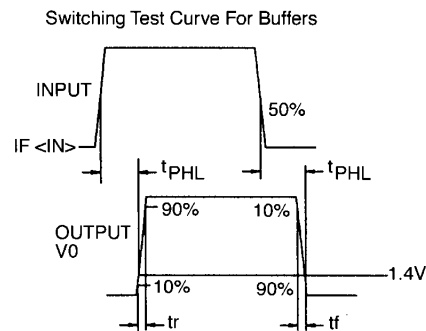 Switching Test Curve For Buffers
INPUT
50%
IF <IN>
tPHL
tPHL
90%
10%
OUTPUT
V0
1.4V
10%
90%
tr
tf